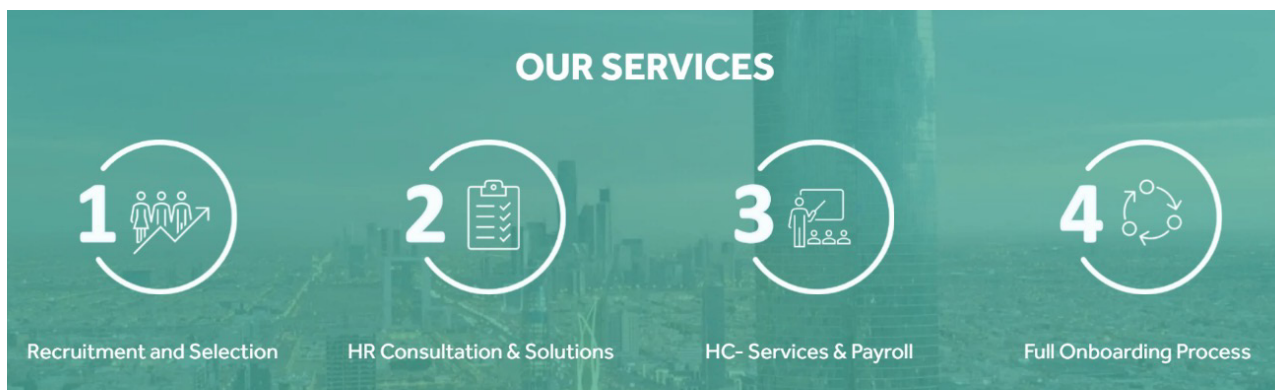 OUR SERVICES
1
2
3
4
Recruitment and Selection
HR Consultation & Solutions
HC- Services & Payroll
Full Onboarding Process